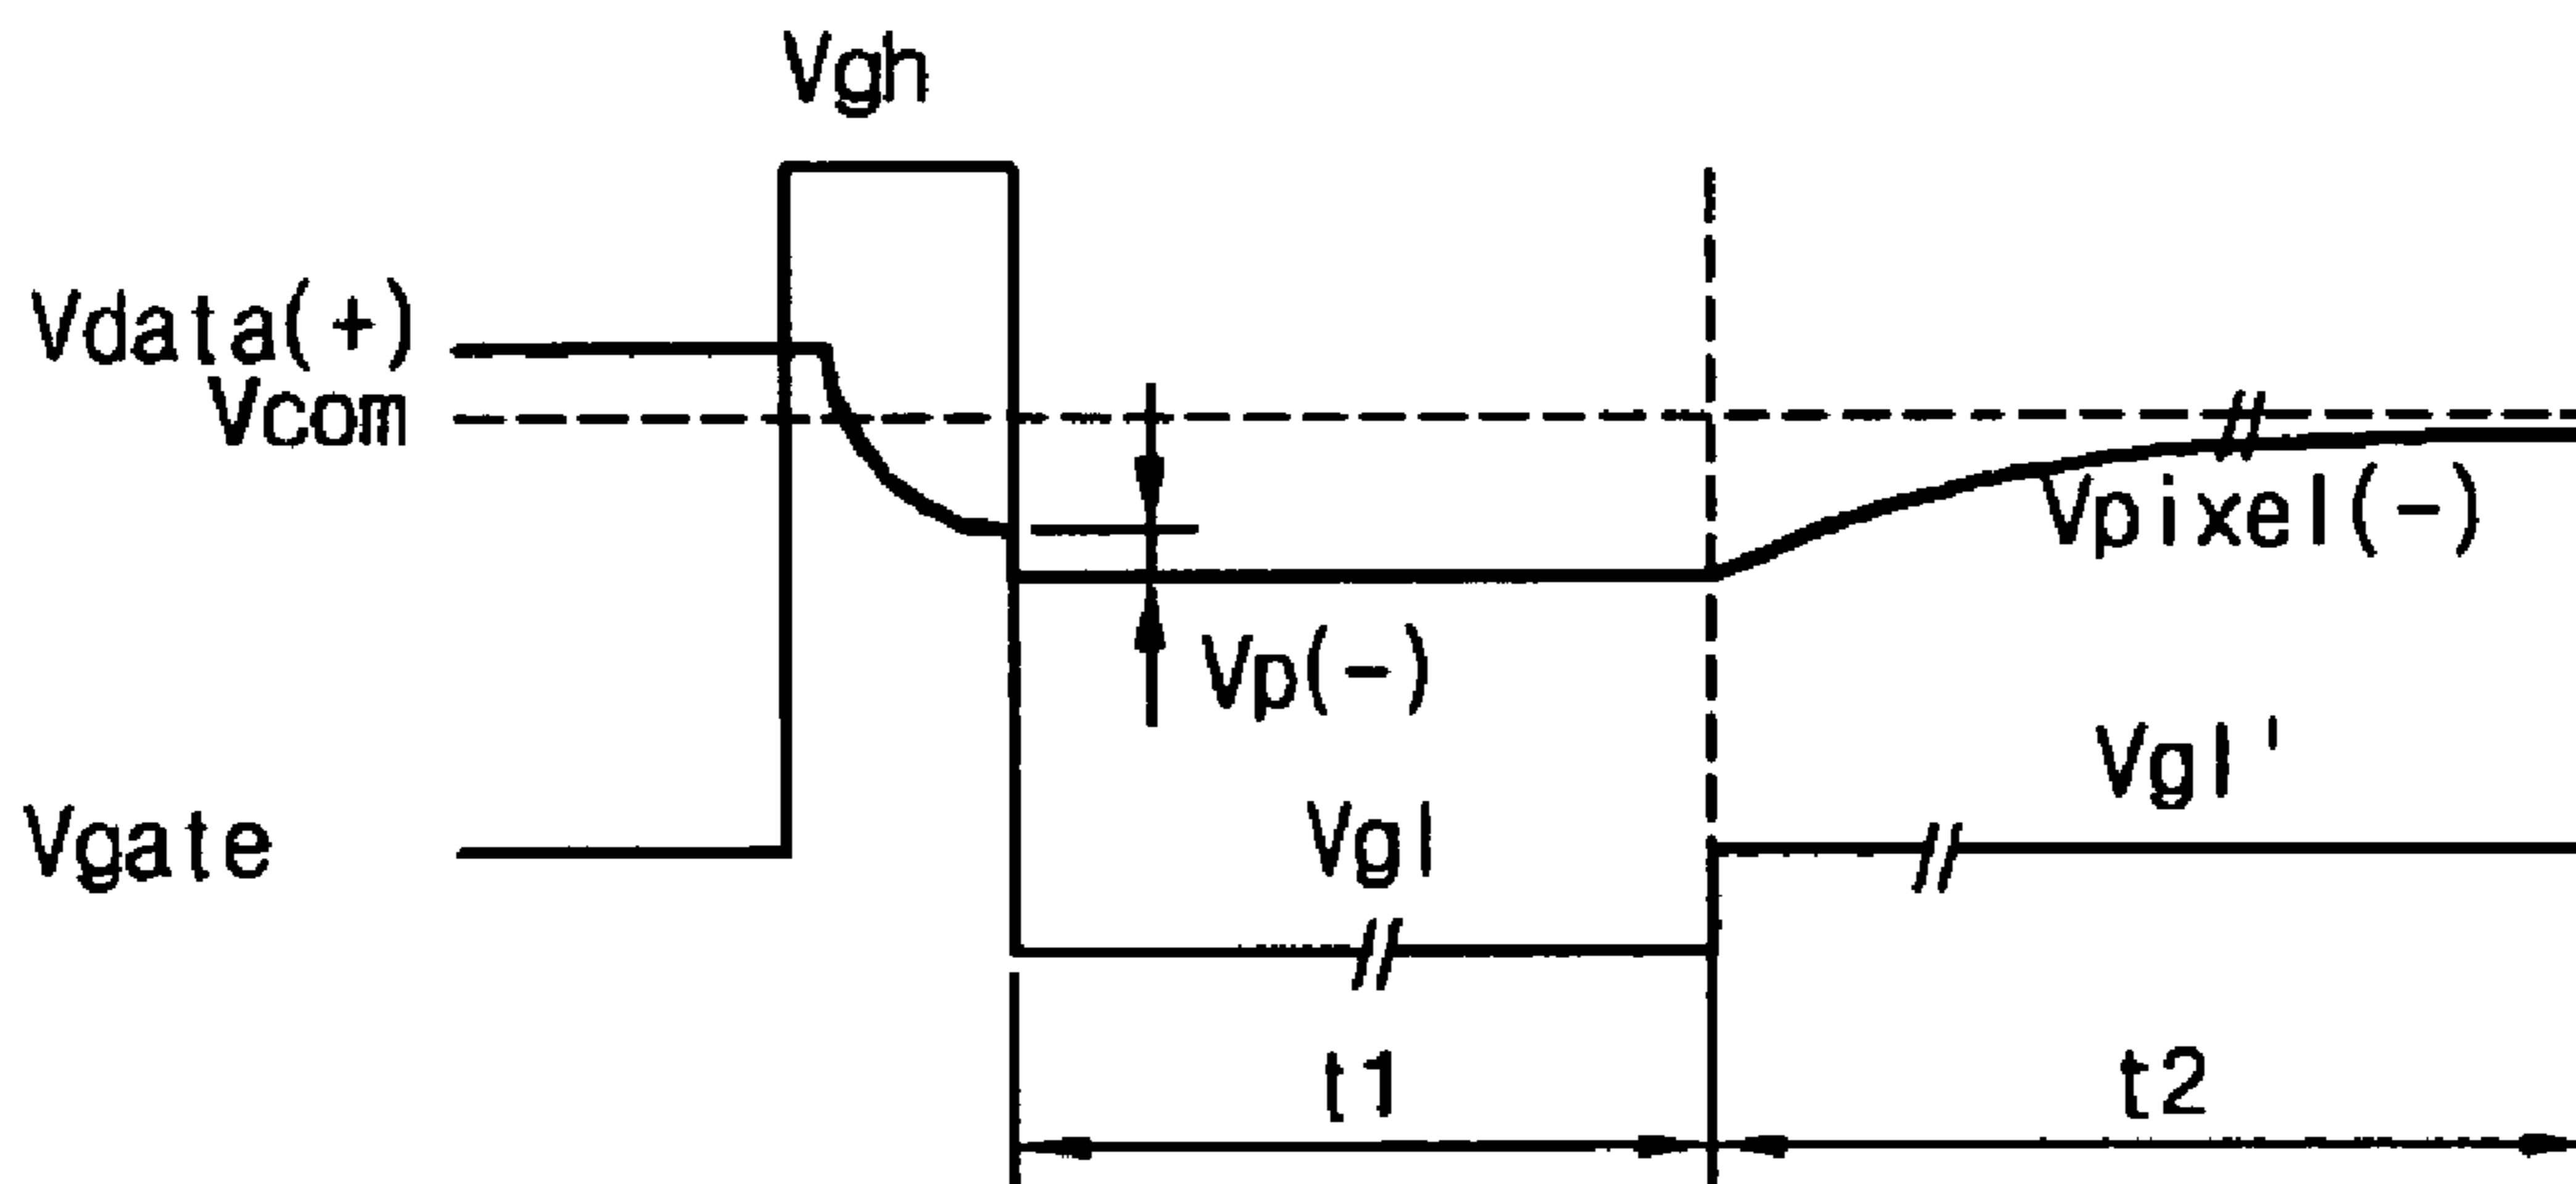 Vgh
Vdata(+)
Vcom
Vpixel(-)
Vp(-)
Vgl'
Vgate
Vgl
t1
t2